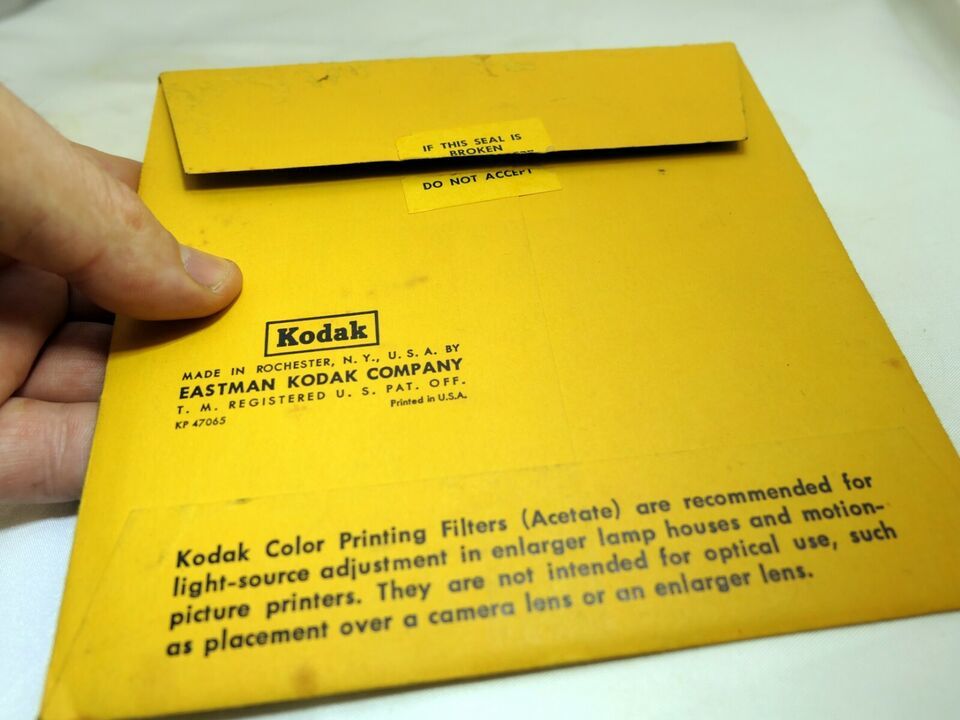 IF THIS SEAL IS
BROKEN
DO NOT ACCEPT
Kodak
MADE IN ROCHESTER, N. Y., U. S. A. BY
EASTMAN KODAK COMPANY
T. M. REGISTERED U. S. PAT. OFF.
KP 47065
Printed in U.S.A.
Kodak Color Printing Filters (Acetate) are recommended for
light-source adjustment in enlarger lamp houses and motion-
picture printers. They are not intended for optical use, such
as placement over a camera lens or an enlarger lens.